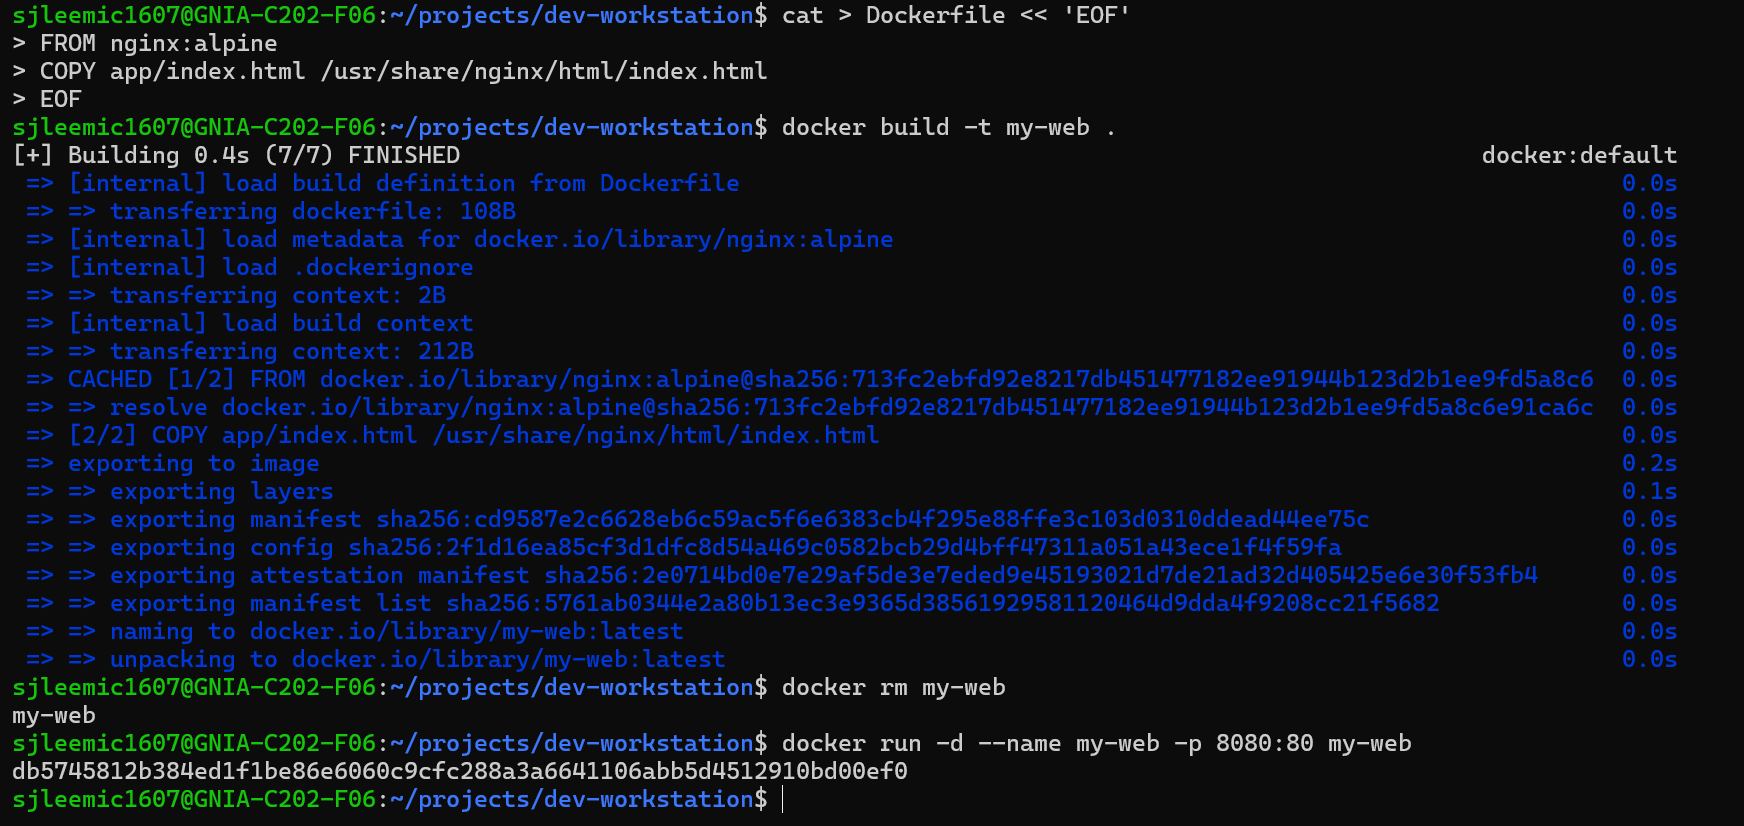 sjleemic1607@GNIA-C202-F06:~/projects/dev-workstation$ cat > Dockerfile << 'EOF'
> FROM nginx:alpine
> COPY app/index.html /usr/share/nginx/html/index.html
> EOF
sjleemic1607@GNIA-C202-F06:~/projects/dev-workstation$ docker build -t my-web .
[+] Building 0.4s (7/7) FINISHED docker:default
=> [internal] load build definition from Dockerfile 0.0s
=> => transferring dockerfile: 108B 0.0s
=> [internal] load metadata for docker.io/library/nginx:alpine 0.0s
=> [internal] load .dockerignore 0.0s
=> => transferring context: 2B 0.0s
=> [internal] load build context 0.0s
=> => transferring context: 212B 0.0s
=> CACHED [1/2] FROM docker.io/library/nginx:alpine@sha256:713fc2ebfd92e8217db451477182ee91944b123d2b1ee9fd5a8c6 0.0s
=> => resolve docker.io/library/nginx:alpine@sha256:713fc2ebfd92e8217db451477182ee91944b123d2b1ee9fd5a8c6e91ca6c 0.0s
=> [2/2] COPY app/index.html /usr/share/nginx/html/index.html 0.0s
=> exporting to image 0.2s
=> => exporting layers 0.1s
=> => exporting manifest sha256:cd9587e2c6628eb6c59ac5f6e6383cb4f295e88ffe3c103d0310ddead44ee75c 0.0s
=> => exporting config sha256:2f1d16ea85cf3d1dfc8d54a469c0582bcb29d4bff47311a051a43ece1f4f59fa 0.0s
=> => exporting attestation manifest sha256:2e0714bd0e7e29af5de3e7eded9e45193021d7de21ad32d405425e6e30f53fb4 0.0s
=> => exporting manifest list sha256:5761ab0344e2a80b13ec3e9365d38561929581120464d9dda4f9208cc21f5682 0.0s
=> => naming to docker.io/library/my-web:latest 0.0s
=> => unpacking to docker.io/library/my-web:latest 0.0s
sjleemic1607@GNIA-C202-F06:~/projects/dev-workstation$ docker rm my-web
my-web
sjleemic1607@GNIA-C202-F06:~/projects/dev-workstation$ docker run -d --name my-web -p 8080:80 my-web
db5745812b384ed1f1be86e6060c9cfc288a3a6641106abb5d4512910bd00ef0
sjleemic1607@GNIA-C202-F06:~/projects/dev-workstation$